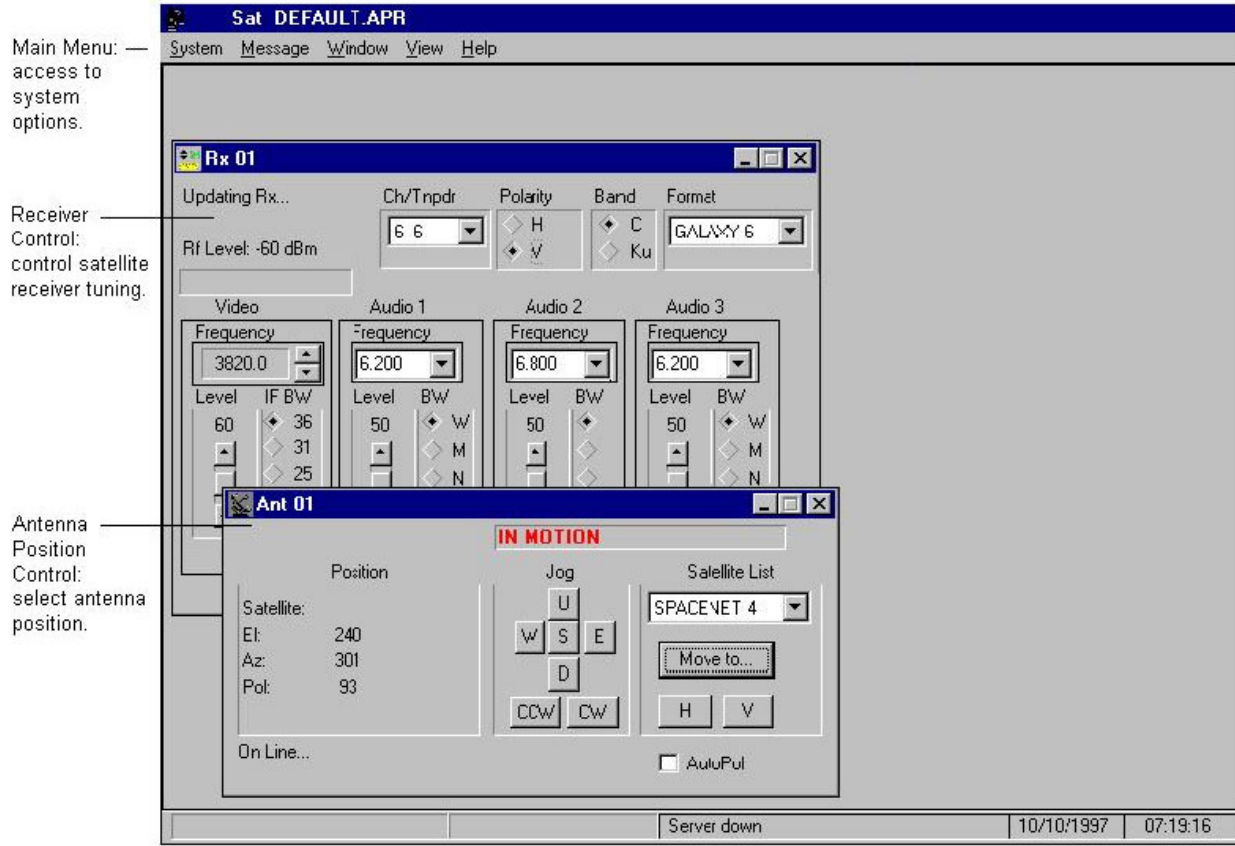 Sat DEFAULT.APR
Main Menu:
access to
system
options.
System Message Window View Help
Rx 01
Updating Rx...
Ch/Tnpdr Polarity Band Format
6 6
H
V
C
Ku
GALAXY 6
Rf Level: -60 dBm
Receiver
Control:
control satellite
receiver tuning.
Video Audio 1 Audio 2 Audio 3
Frequency Frequency Frequency Frequency
3820.0 6.200 6.800 6.200
Level IF BW Level BW Level BW Level BW
60 36 50 W 50 50 W
31 M M
25 N N
Ant 01
Antenna
Position
Control:
select antenna
position.
IN MOTION
Position Jog Satellite List
Satellite:
El: 240
Az: 301
Pol: 93
U
W S E
D
CCW CW
SPACENET 4
Move to...
H V
On Line...
AutoPol
Server down 10/10/1997 07:19:16